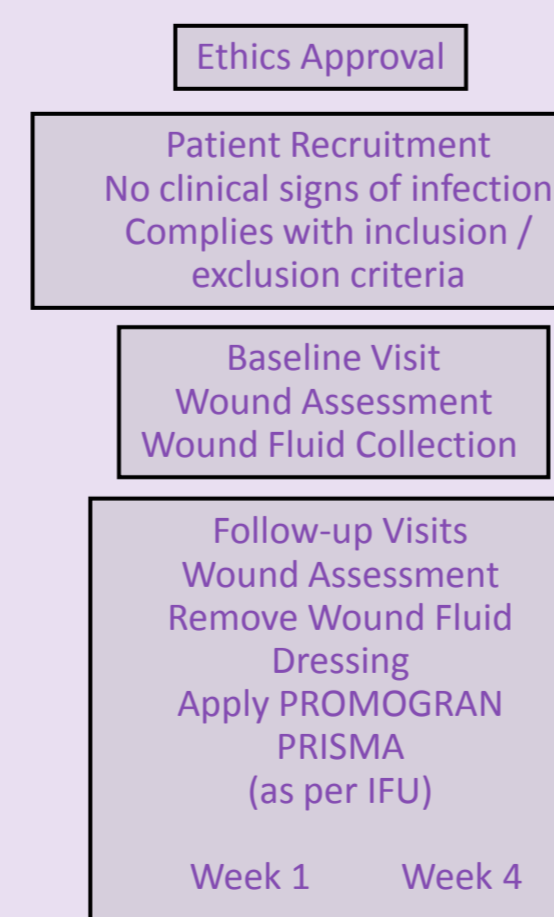 Ethics Approval
Patient Recruitment
No clinical signs of infection
Complies with inclusion /
exclusion criteria
Baseline Visit
Wound Assessment
Wound Fluid Collection
Follow-up Visits
Wound Assessment
Remove Wound Fluid
Dressing
Apply PROMOGRAN
PRISMA
(as per IFU)
Week 1 Week 4